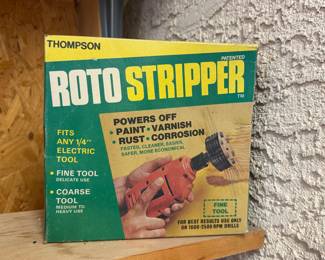 THOMPSON
PATENTED
ROTO STRIPPER
TM
POWERS OFF
• PAINT • VARNISH
• RUST • CORROSION
FASTER, CLEANER, EASIER,
SAFER, MORE ECONOMICAL
FITS
ANY 1/4"
ELECTRIC
TOOL
• FINE TOOL
DELICATE USE
• COARSE
TOOL
MEDIUM TO
HEAVY USE
FINE
TOOL
FOR BEST RESULTS USE ONLY
ON 1000-2500 RPM DRILLS